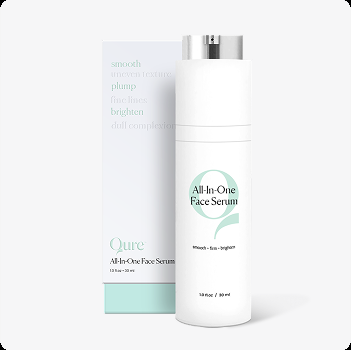 smooth
uneven texture
plump
fine lines
brighten
dull complexion
Qure
All-In-One Face Serum
1.0 fl oz • 30 ml
All-In-One
Face Serum
smooth • firm • brighten
1.0 fl oz / 30 ml